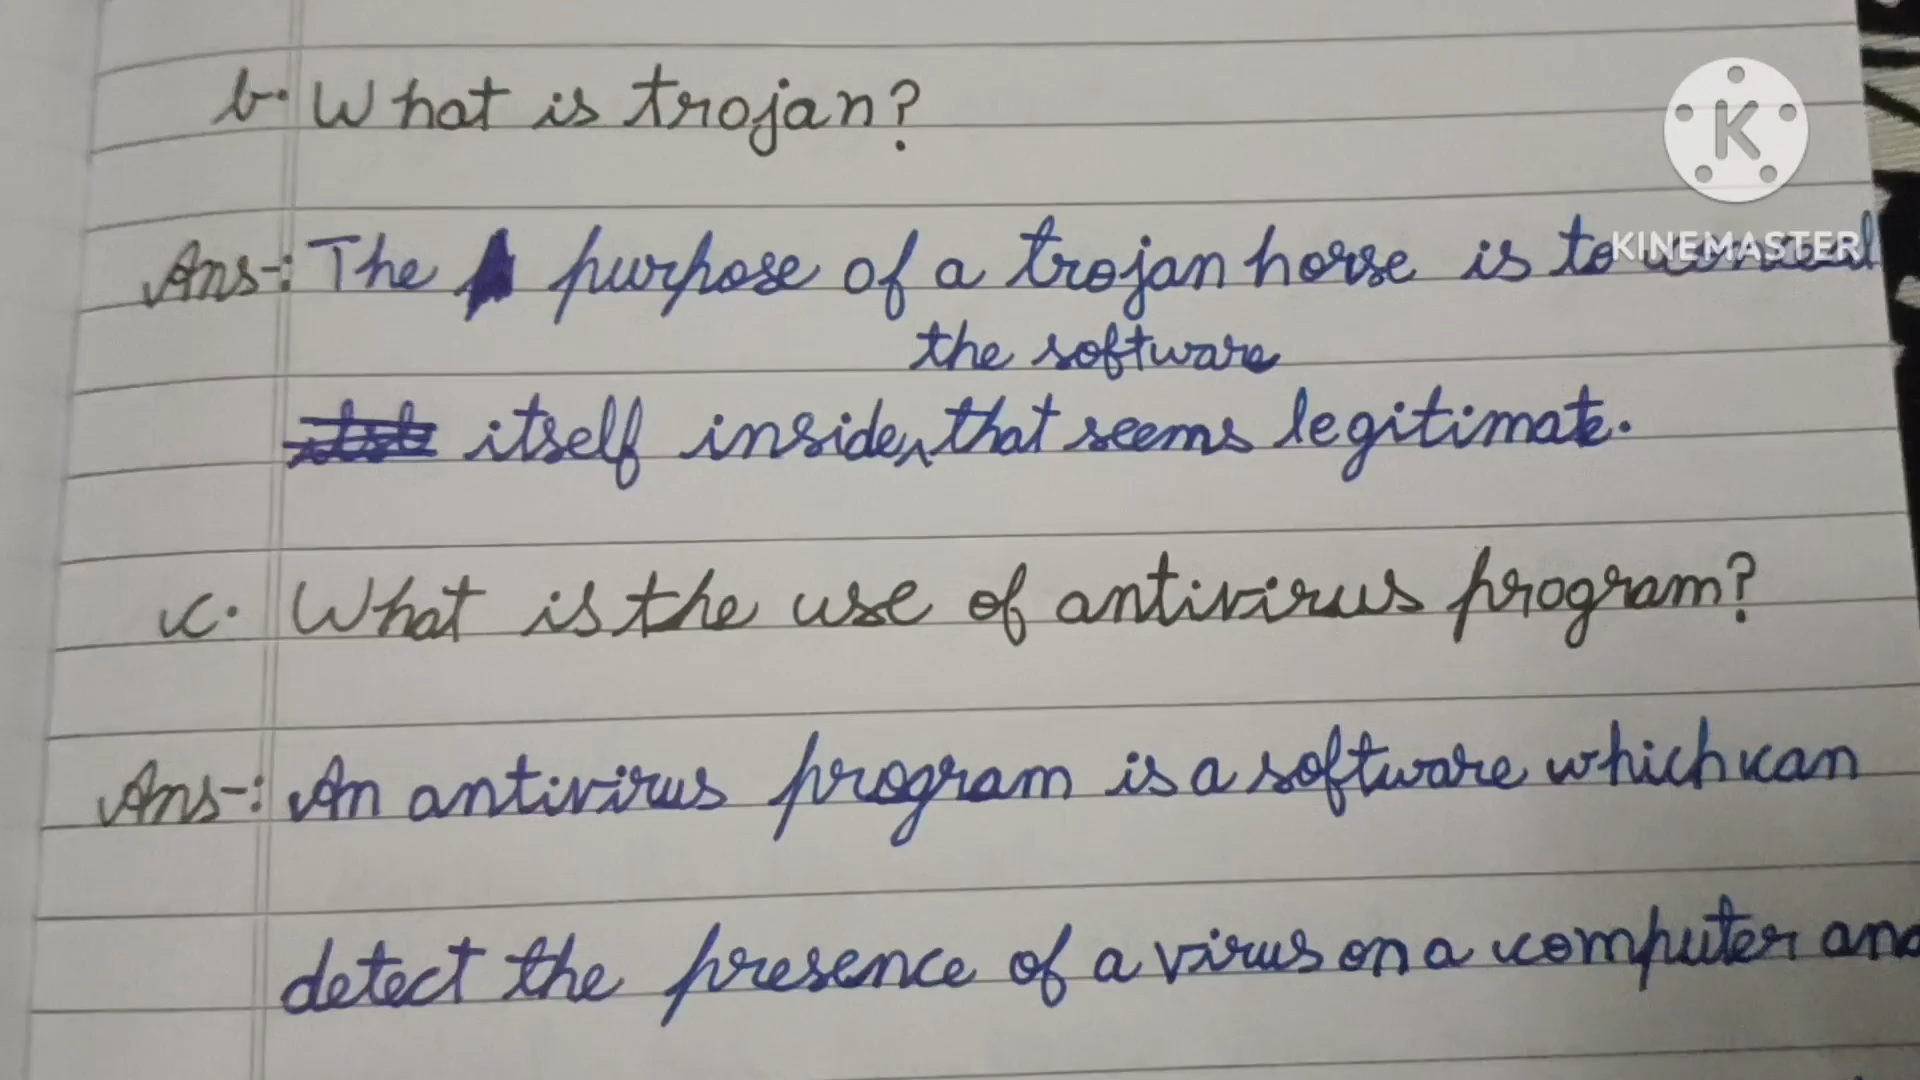 b. What is trojan?
K
KINEMASTER
Ans-: The purpose of a trojan horse is to conceal
the software
itself inside, that seems legitimate.
c. What is the use of antivirus program?
Ans-: An antivirus program is a software which can
detect the presence of a virus on a computer and